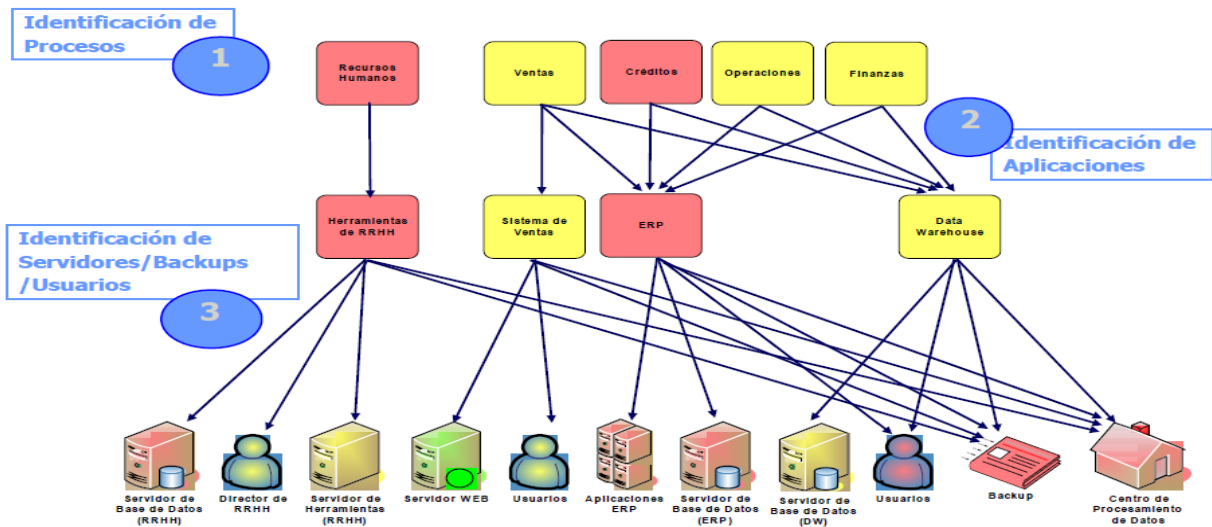 Identificación de
Procesos
1
Recursos
Humanos
Ventas
Créditos
Operaciones
Finanzas
2
Identificación de
Aplicaciones
Herramientas
de RRHH
Sistema de
Ventas
ERP
Data
Warehouse
Identificación de
Servidores/Backups
/Usuarios
3
Servidor de
Base de Datos
(RRHH)
Director de
RRHH
Servidor de
Herramientas
(RRHH)
Servidor WEB
Usuarios
Aplicaciones
ERP
Servidor de
Base de Datos
(ERP)
Servidor de
Base de Datos
(DW)
Usuarios
Backup
Centro de
Procesamiento
de Datos